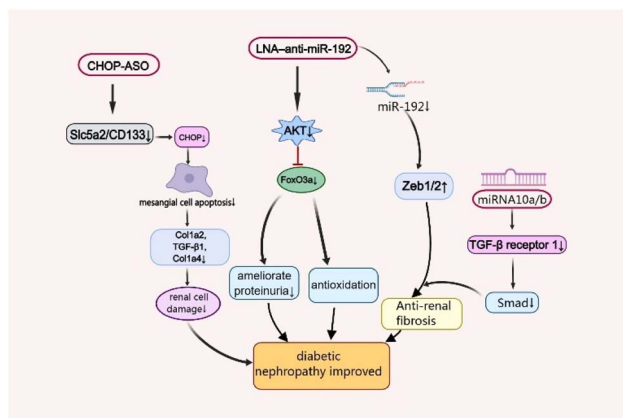 CHOP-ASO
Slc5a2/CD133↓
CHOP↓
mesangial cell apoptosis↓
Col1a2,
TGF-β1,
Col1a4↓
renal cell
damage↓
LNA–anti-miR-192
AKT↓
FoxO3a↓
ameliorate
proteinuria↓
antioxidation
miR-192↓
Zeb1/2↑
miRNA10a/b
TGF-β receptor 1↓
Smad↓
Anti-renal
fibrosis
diabetic
nephropathy improved